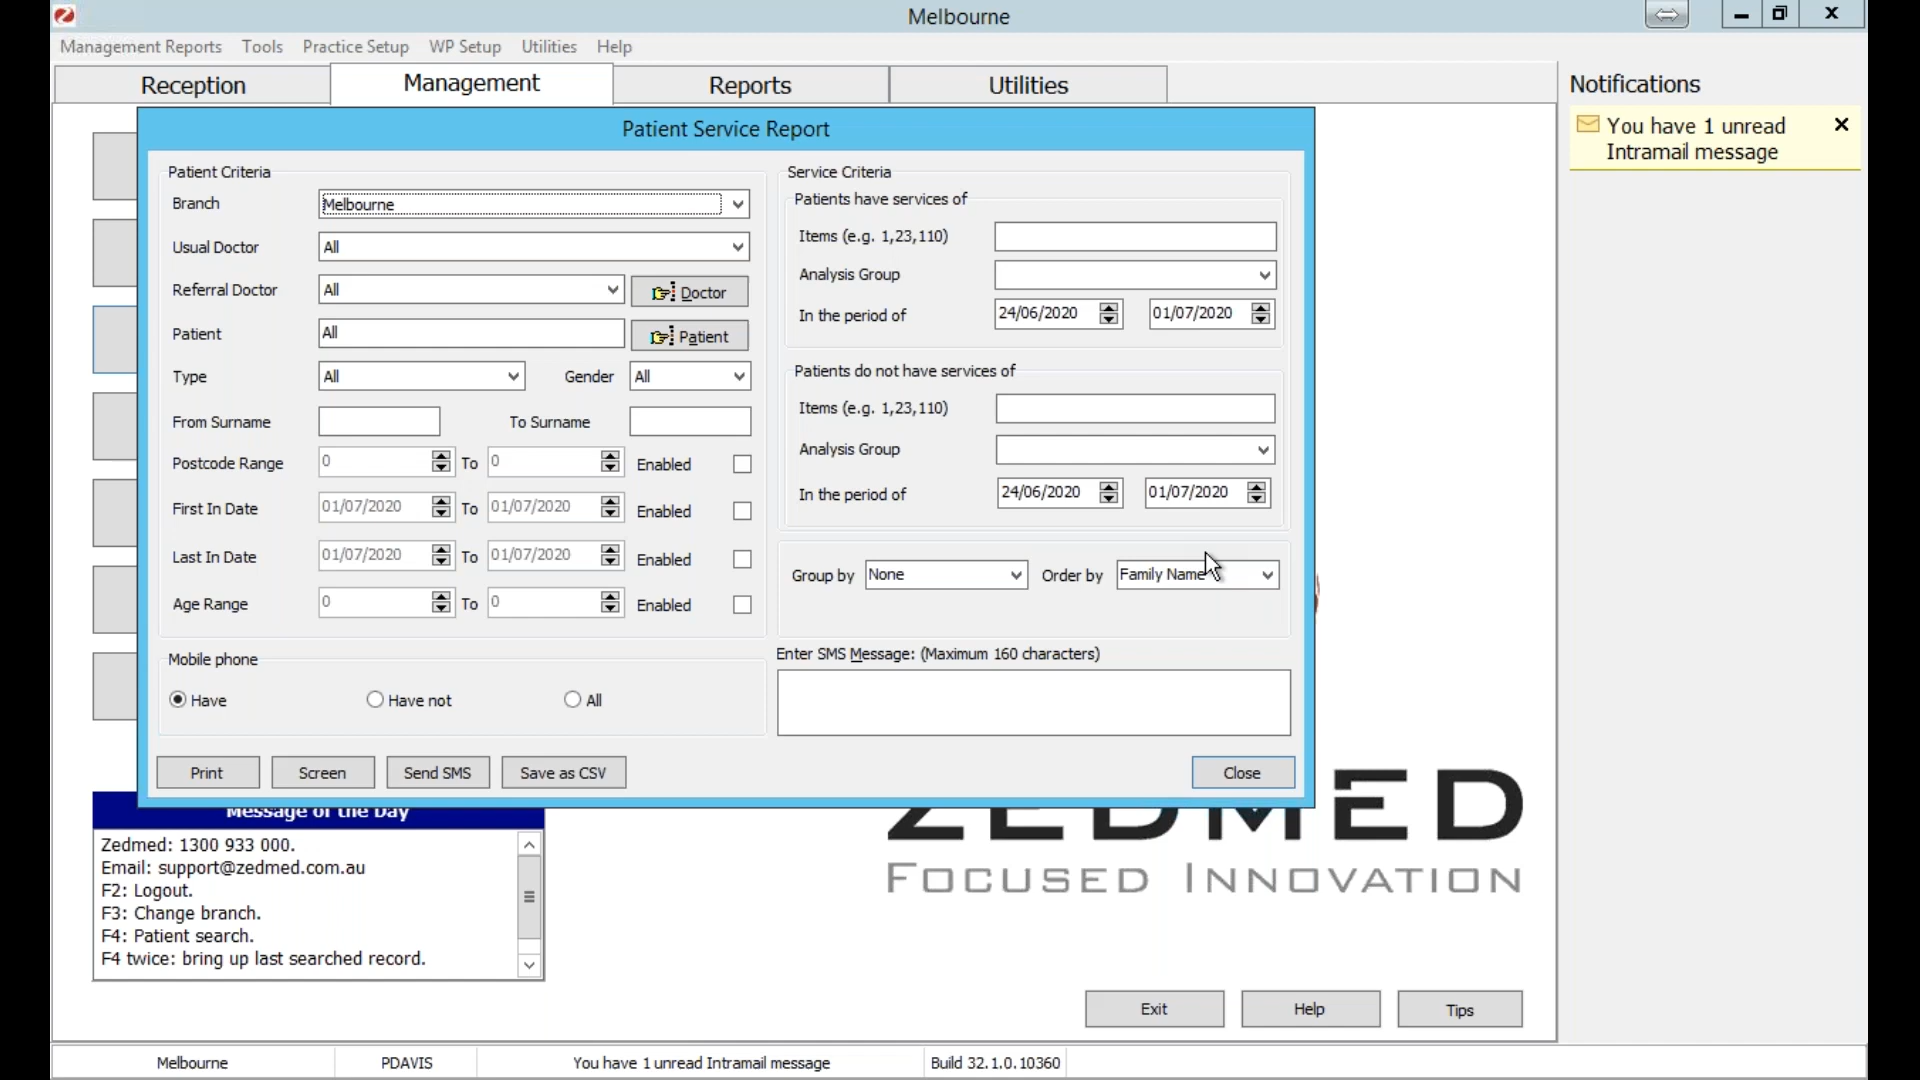 Melbourne
Management Reports Tools Practice Setup WP Setup Utilities Help
Reception Management Reports Utilities
Notifications
You have 1 unread
Intramail message
Patient Service Report
Patient Criteria
Branch Melbourne
Usual Doctor All
Referral Doctor All Doctor
Patient All Patient
Type All Gender All
From Surname To Surname
Postcode Range 0 To 0 Enabled
First In Date 01/07/2020 To 01/07/2020 Enabled
Last In Date 01/07/2020 To 01/07/2020 Enabled
Age Range 0 To 0 Enabled
Mobile phone
Have Have not All
Service Criteria
Patients have services of
Items (e.g. 1,23,110)
Analysis Group
In the period of 24/06/2020 01/07/2020
Patients do not have services of
Items (e.g. 1,23,110)
Analysis Group
In the period of 24/06/2020 01/07/2020
Group by None Order by Family Name
Enter SMS Message: (Maximum 160 characters)
Print Screen Send SMS Save as CSV Close
Message of the Day
Zedmed: 1300 933 000.
Email: support@zedmed.com.au
F2: Logout.
F3: Change branch.
F4: Patient search.
F4 twice: bring up last searched record.
ZEDMED
FOCUSED INNOVATION
Exit Help Tips
Melbourne PDAVIS You have 1 unread Intramail message Build 32.1.0.10360